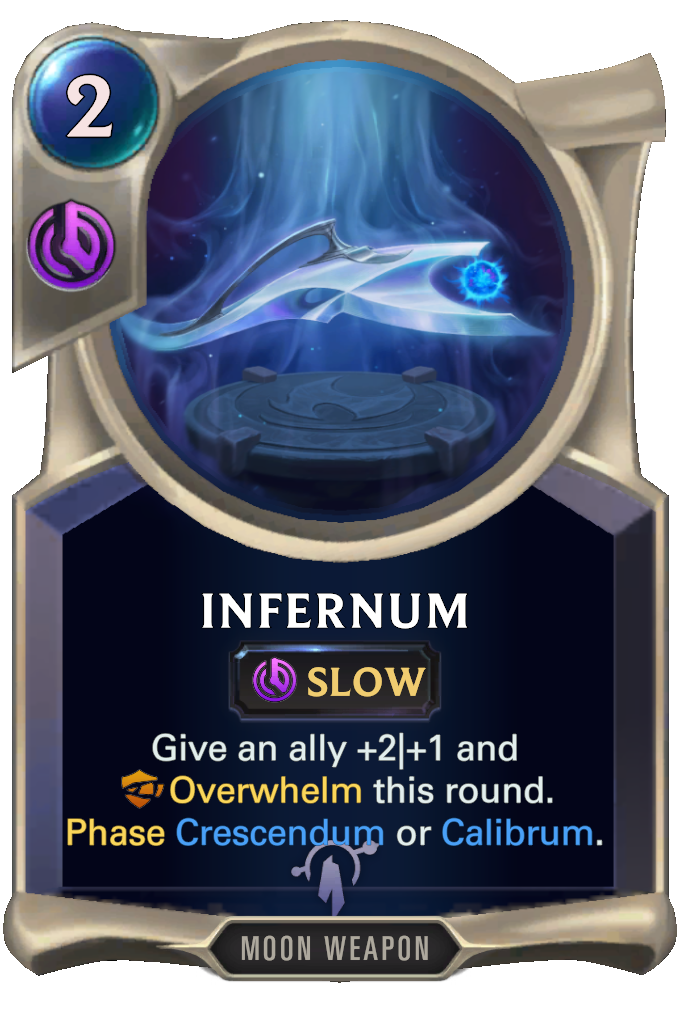 2
INFERNUM
SLOW
Give an ally +2|+1 and
Overwhelm this round.
Phase Crescendum or Calibrum.
MOON WEAPON